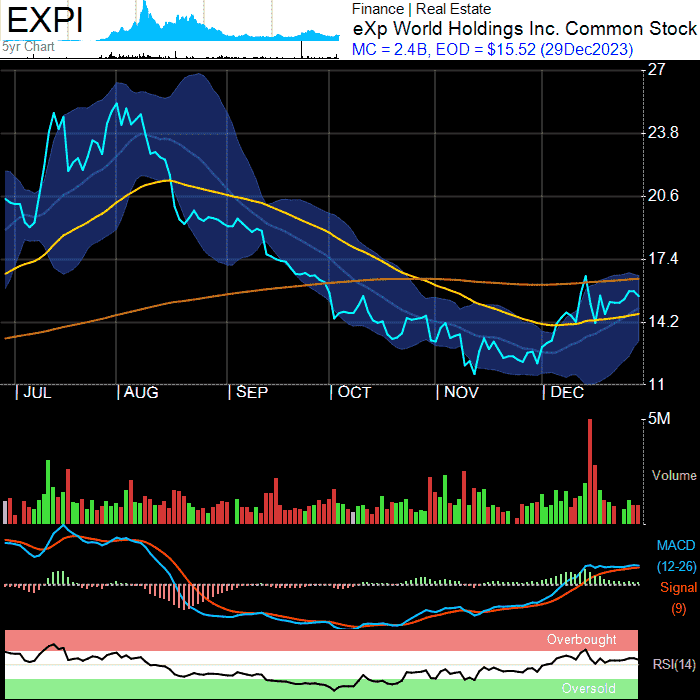 EXPI
5yr Chart
Finance | Real Estate
eXp World Holdings Inc. Common Stock
MC = 2.4B, EOD = $15.52 (29Dec2023)
27
23.8
20.6
17.4
14.2
11
| JUL | AUG | SEP | OCT | NOV | DEC
5M
Volume
MACD
(12-26)
Signal
(9)
Overbought
RSI(14)
Oversold